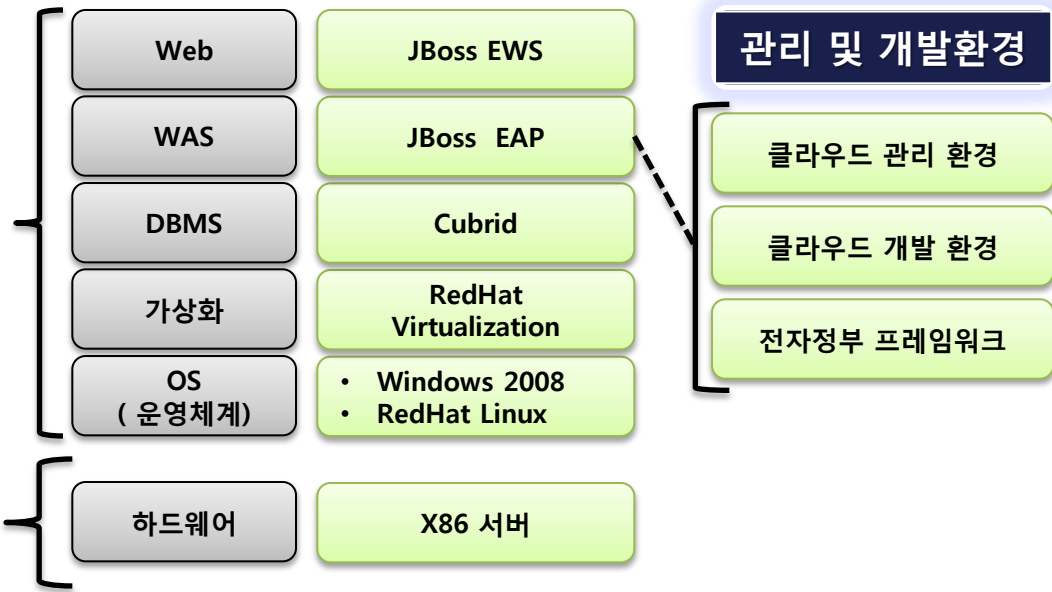 Web
JBoss EWS
WAS
JBoss EAP
DBMS
Cubrid
가상화
RedHat
Virtualization
OS
( 운영체계)
• Windows 2008
• RedHat Linux
하드웨어
X86 서버
관리 및 개발환경
클라우드 관리 환경
클라우드 개발 환경
전자정부 프레임워크